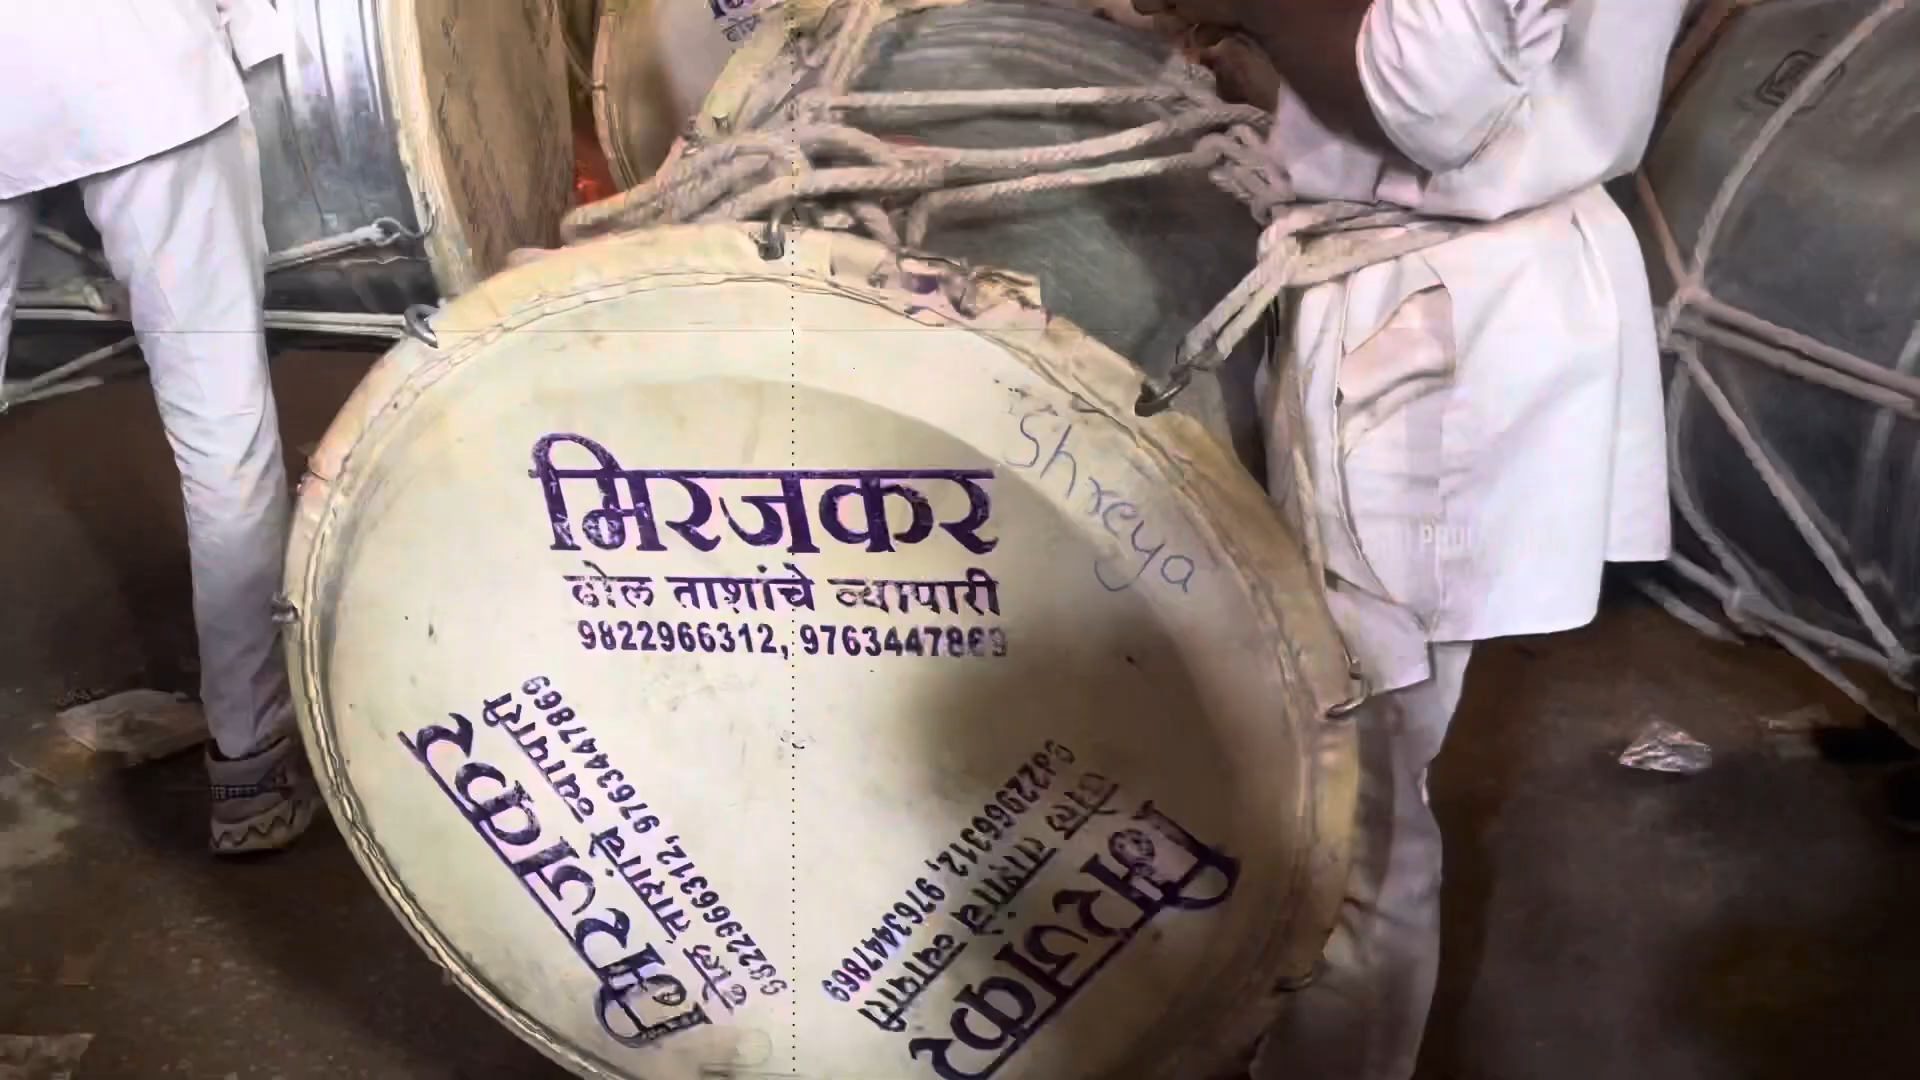 मिरजकर
ढोल ताशांचे व्यापारी
9822966312, 9763447869
Shreya
मिरजकर
ढोल ताशांचे व्यापारी
9822966312, 9763447869
मिरजकर
ढोल ताशांचे व्यापारी
9822966312, 9763447869